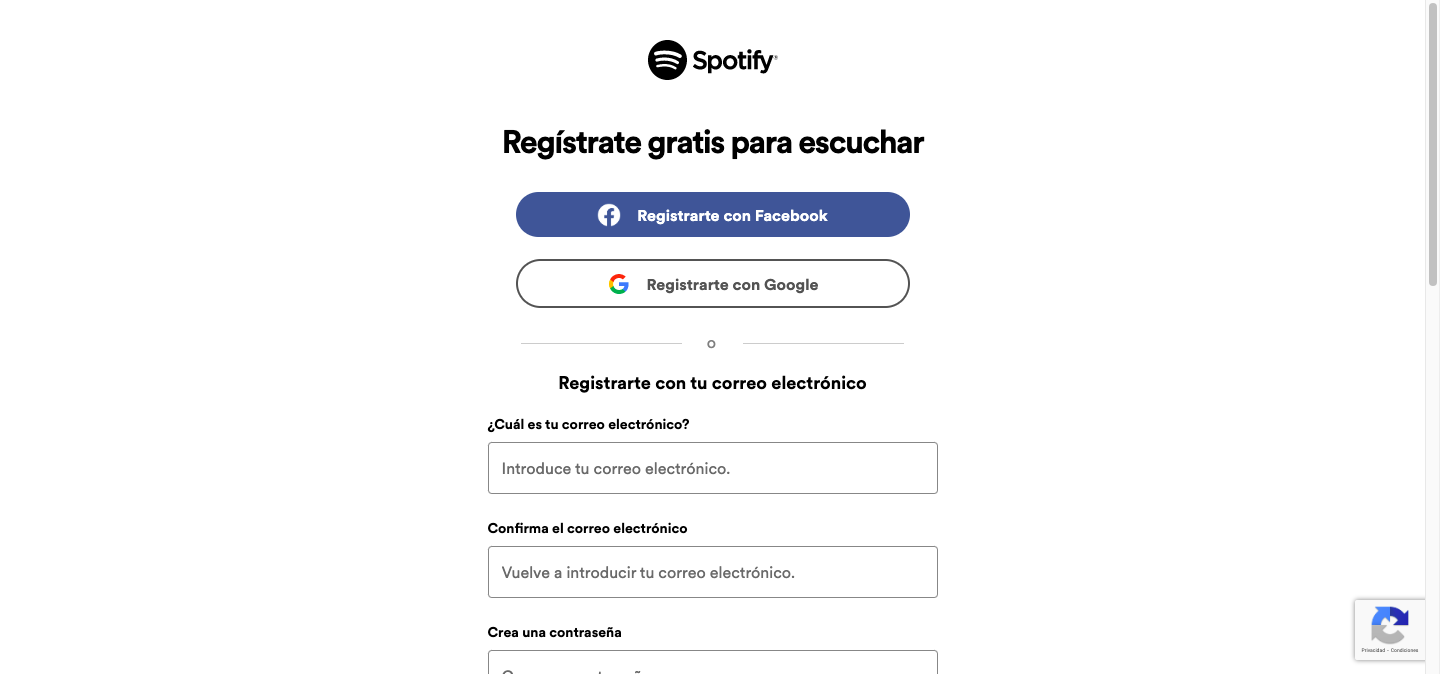 Spotify®
Regístrate gratis para escuchar
Registrarte con Facebook
Registrarte con Google
o
Registrarte con tu correo electrónico
¿Cuál es tu correo electrónico?
Introduce tu correo electrónico.
Confirma el correo electrónico
Vuelve a introducir tu correo electrónico.
Crea una contraseña
Privacidad - Condiciones